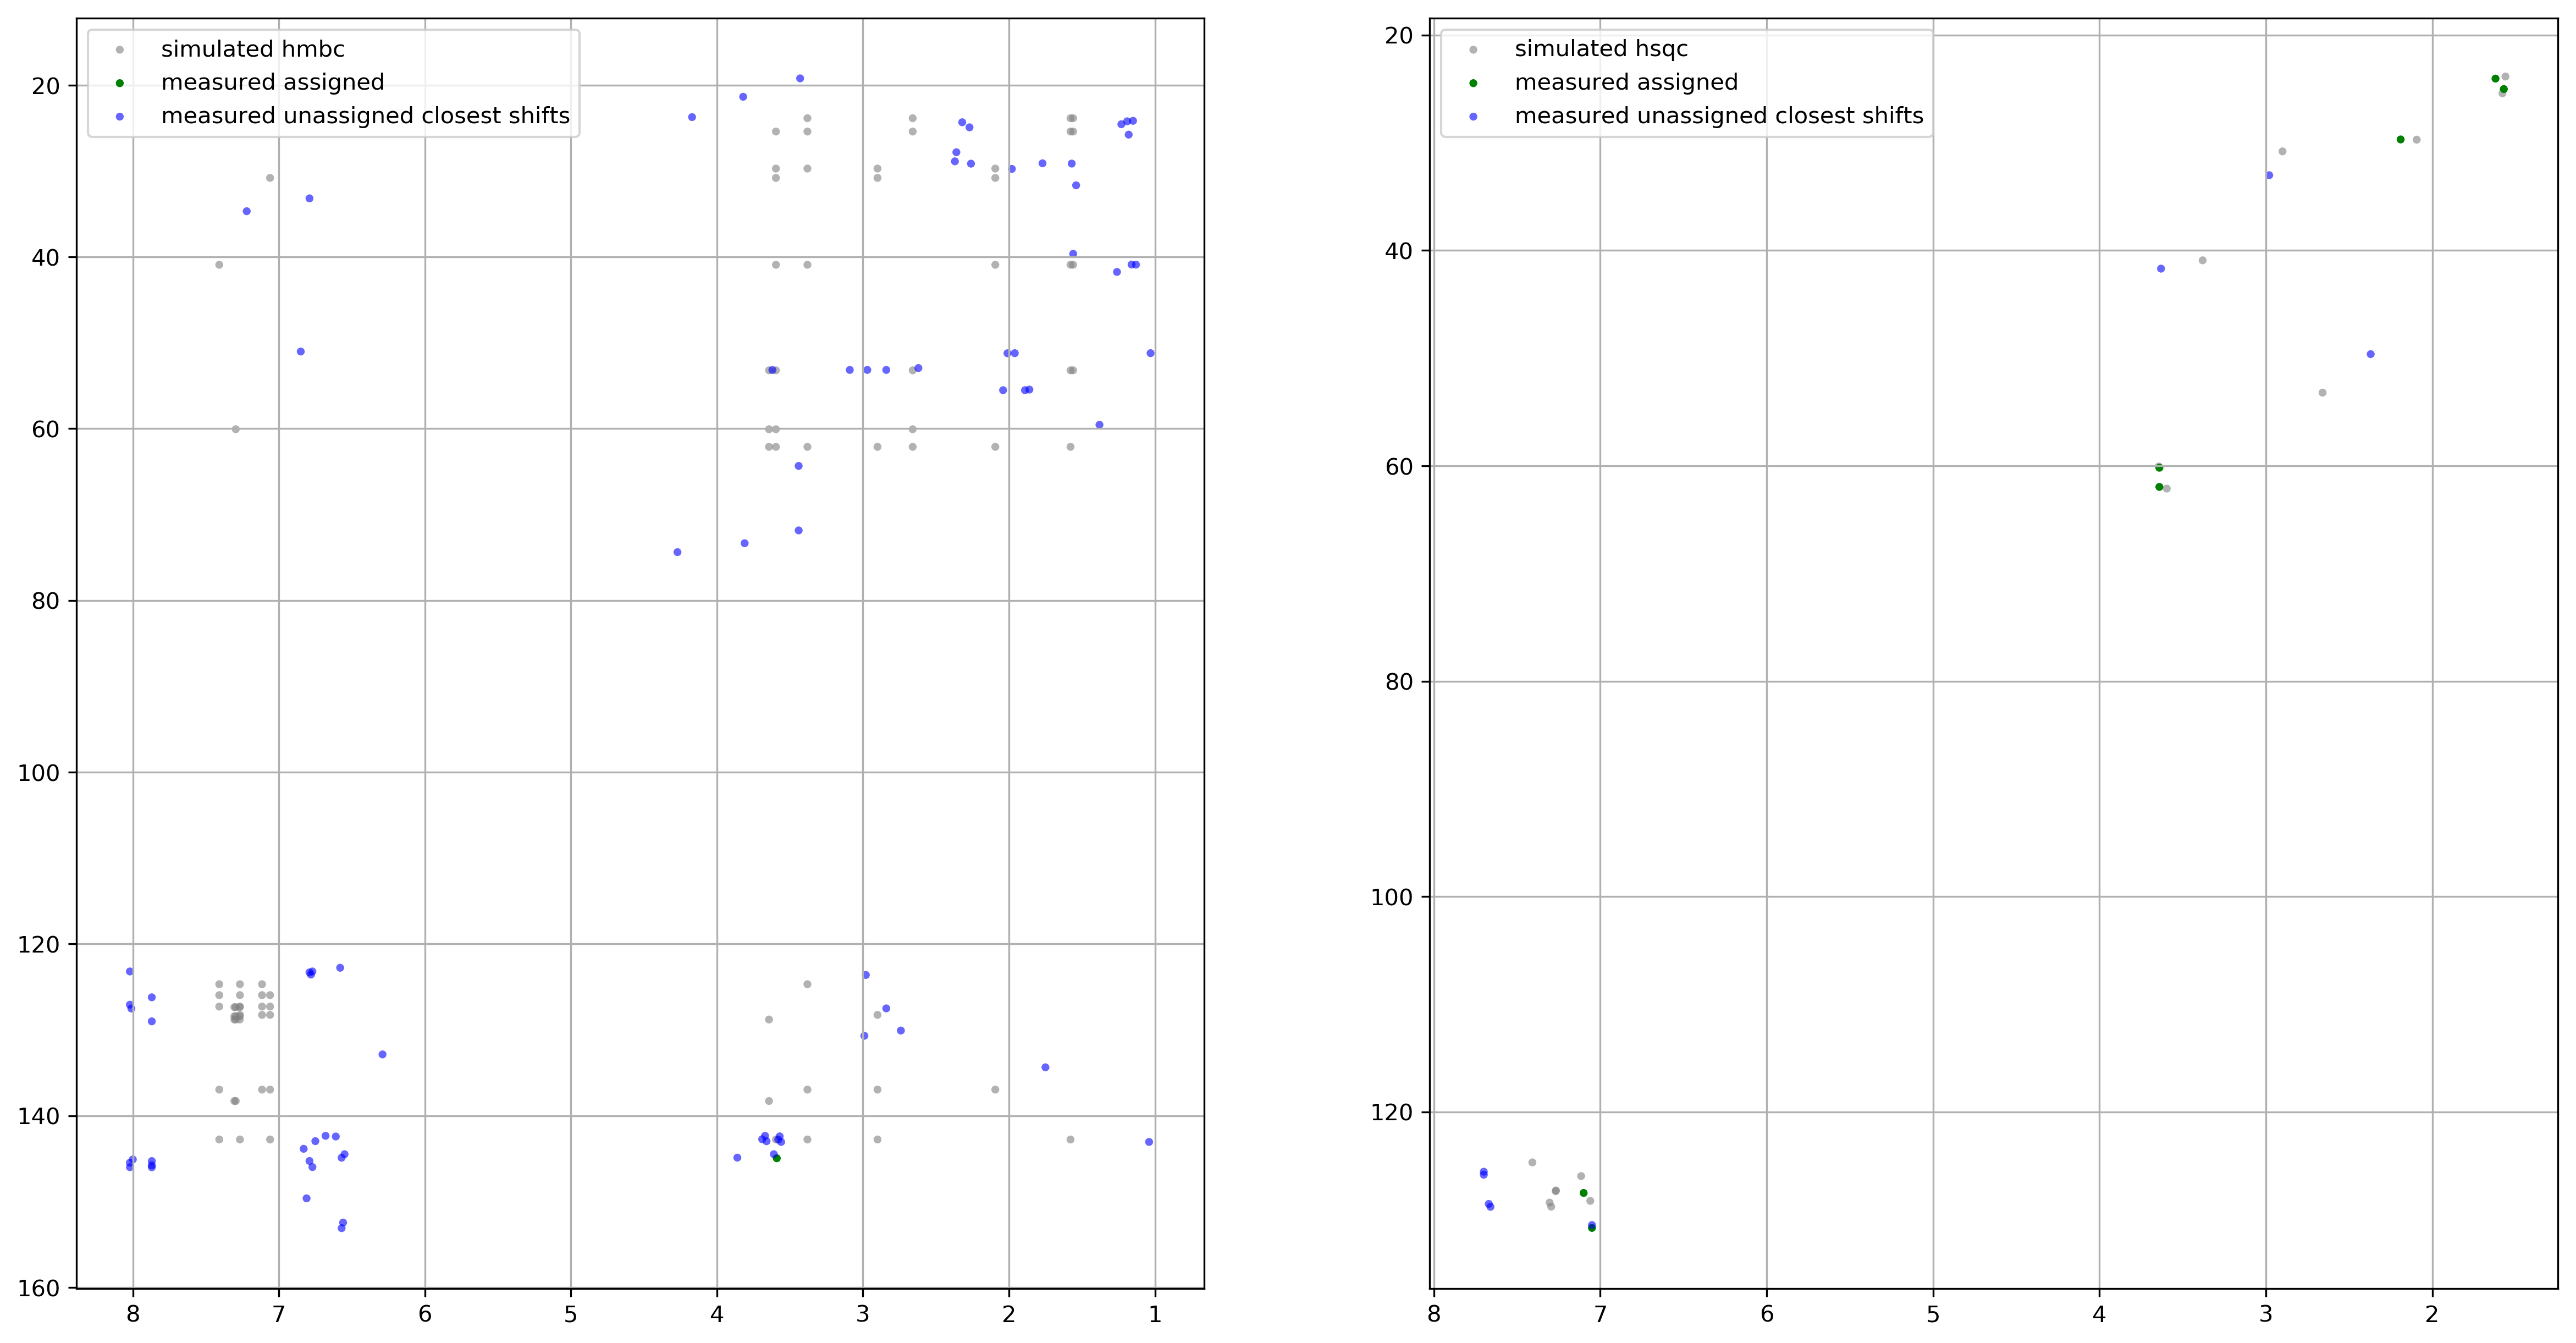 simulated hmbc
measured assigned
measured unassigned closest shifts
20
40
60
80
100
120
140
160
8 7 6 5 4 3 2 1
simulated hsqc
measured assigned
measured unassigned closest shifts
20
40
60
80
100
120
8 7 6 5 4 3 2